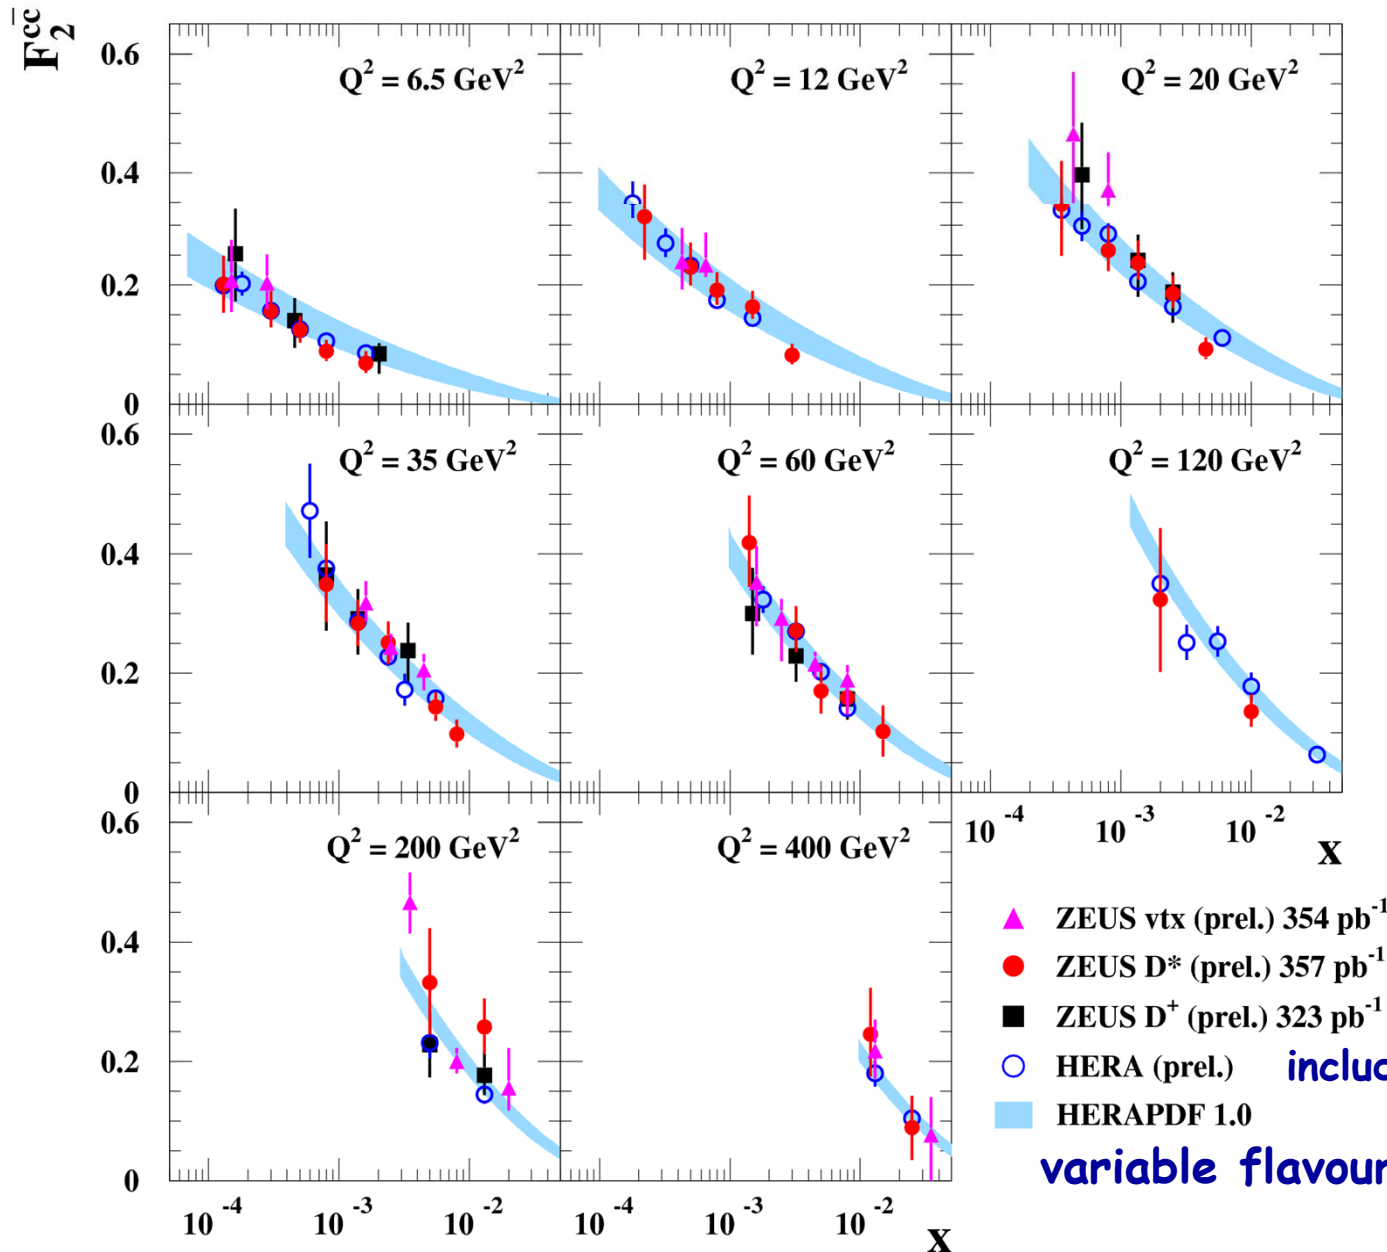 F₂^cc̄
0.6
0.4
0.2
0
Q² = 6.5 GeV²
Q² = 12 GeV²
Q² = 20 GeV²
0.6
0.4
0.2
0
Q² = 35 GeV²
Q² = 60 GeV²
Q² = 120 GeV²
10⁻⁴ 10⁻³ 10⁻²
x
0.6
0.4
0.2
0
Q² = 200 GeV²
Q² = 400 GeV²
10⁻⁴ 10⁻³ 10⁻²
10⁻⁴ 10⁻³ 10⁻²
x
ZEUS vtx (prel.) 354 pb⁻¹
ZEUS D* (prel.) 357 pb⁻¹
ZEUS D⁺ (prel.) 323 pb⁻¹
HERA (prel.)
HERAPDF 1.0
variable flavour